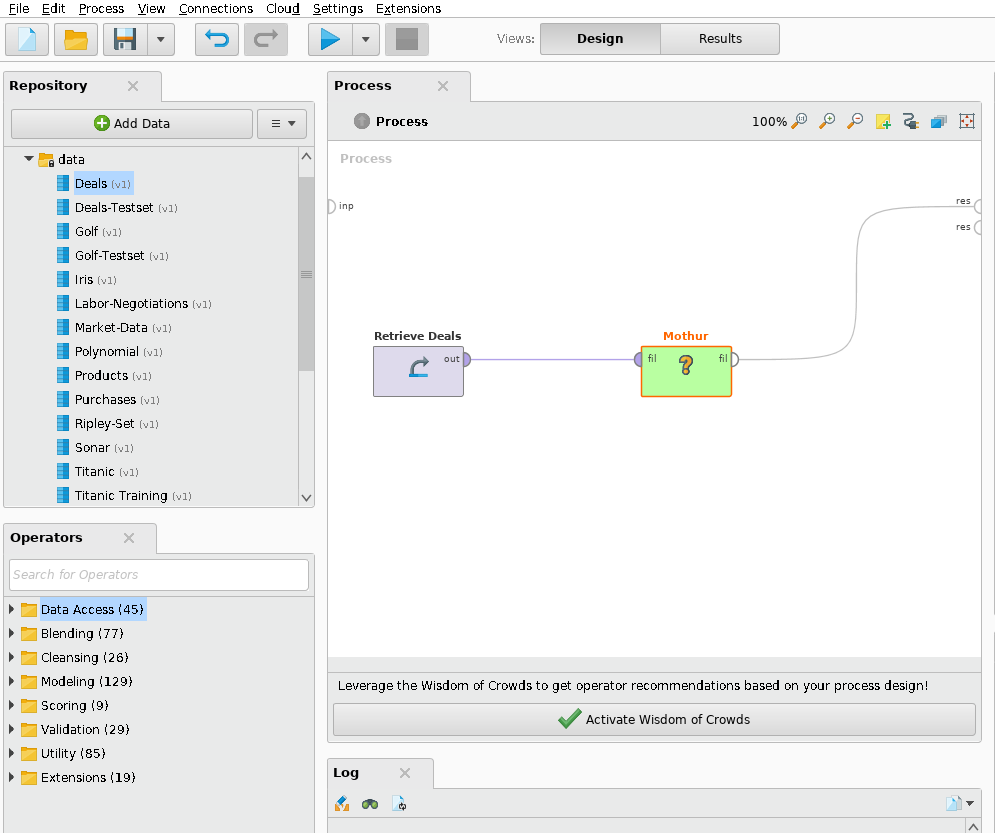 File Edit Process View Connections Cloud Settings Extensions
Views: Design Results
Repository
Add Data
data
Deals (v1)
Deals-Testset (v1)
Golf (v1)
Golf-Testset (v1)
Iris (v1)
Labor-Negotiations (v1)
Market-Data (v1)
Polynomial (v1)
Products (v1)
Purchases (v1)
Ripley-Set (v1)
Sonar (v1)
Titanic (v1)
Titanic Training (v1)
Operators
Search for Operators
Data Access (45)
Blending (77)
Cleansing (26)
Modeling (129)
Scoring (9)
Validation (29)
Utility (85)
Extensions (19)
Process
Process 100%
Process
inp
res
res
Retrieve Deals
out
Mothur
fil ? fil
Leverage the Wisdom of Crowds to get operator recommendations based on your process design!
Activate Wisdom of Crowds
Log